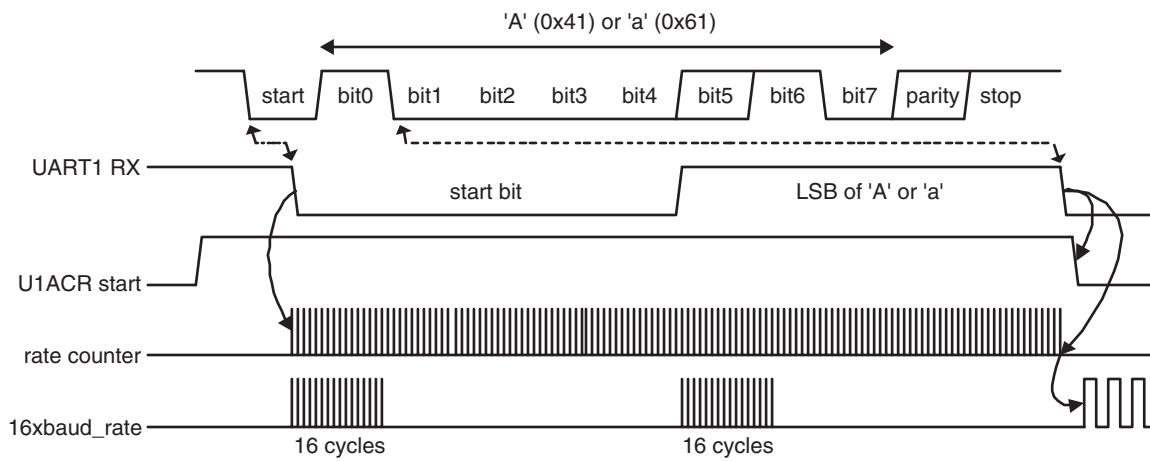 'A' (0x41) or 'a' (0x61)
start bit0 bit1 bit2 bit3 bit4 bit5 bit6 bit7 parity stop
UART1 RX
start bit LSB of 'A' or 'a'
U1ACR start
rate counter
16xbaud_rate
16 cycles 16 cycles